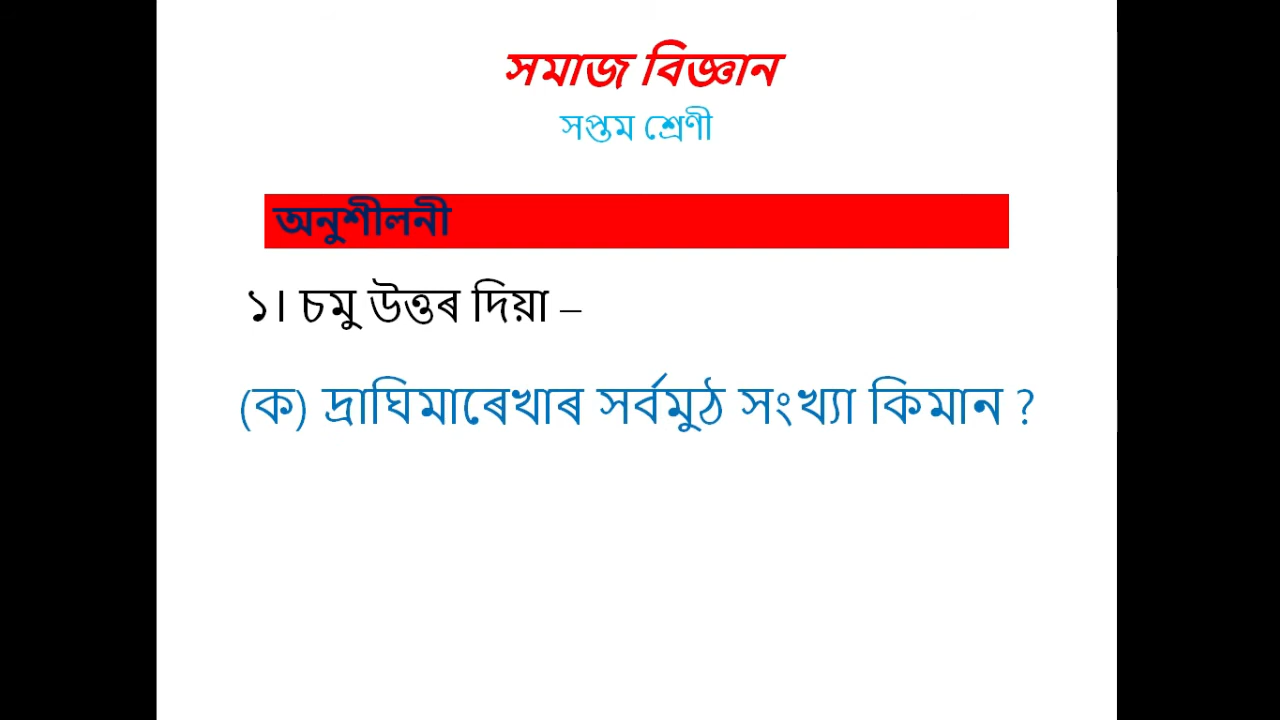 সমাজ বিজ্ঞান
সপ্তম শ্ৰেণী
অনুশীলনী
১। চমু উত্তৰ দিয়া –
(ক) দ্ৰাঘিমাৰেখাৰ সৰ্বমুঠ সংখ্যা কিমান ?